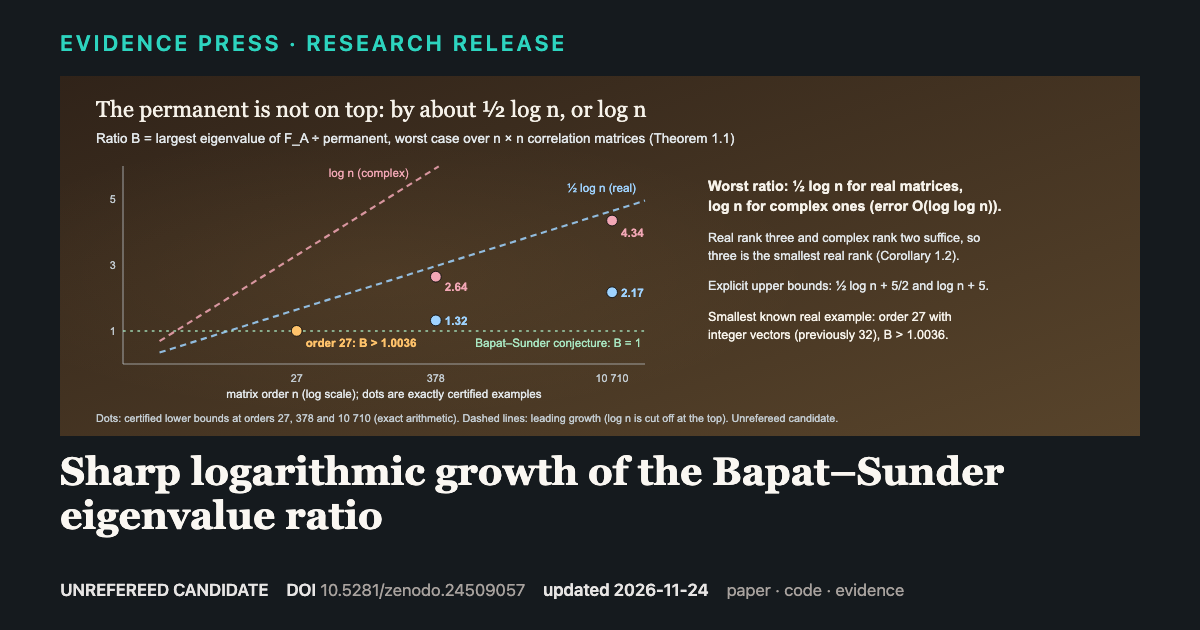 EVIDENCE PRESS · RESEARCH RELEASE
The permanent is not on top: by about ½ log n, or log n
Ratio B = largest eigenvalue of F_A ÷ permanent, worst case over n × n correlation matrices (Theorem 1.1)
log n (complex)
½ log n (real)
5
3
1
4.34
2.64
2.17
1.32
order 27: B > 1.0036
Bapat–Sunder conjecture: B = 1
27
378
10 710
matrix order n (log scale); dots are exactly certified examples
Worst ratio: ½ log n for real matrices,
log n for complex ones (error O(log log n)).
Real rank three and complex rank two suffice, so
three is the smallest real rank (Corollary 1.2).
Explicit upper bounds: ½ log n + 5/2 and log n + 5.
Smallest known real example: order 27 with
integer vectors (previously 32), B > 1.0036.
Dots: certified lower bounds at orders 27, 378 and 10 710 (exact arithmetic). Dashed lines: leading growth (log n is cut off at the top). Unrefereed candidate.
Sharp logarithmic growth of the Bapat–Sunder
eigenvalue ratio
UNREFEREED CANDIDATE DOI 10.5281/zenodo.24509057 updated 2026-11-24 paper · code · evidence